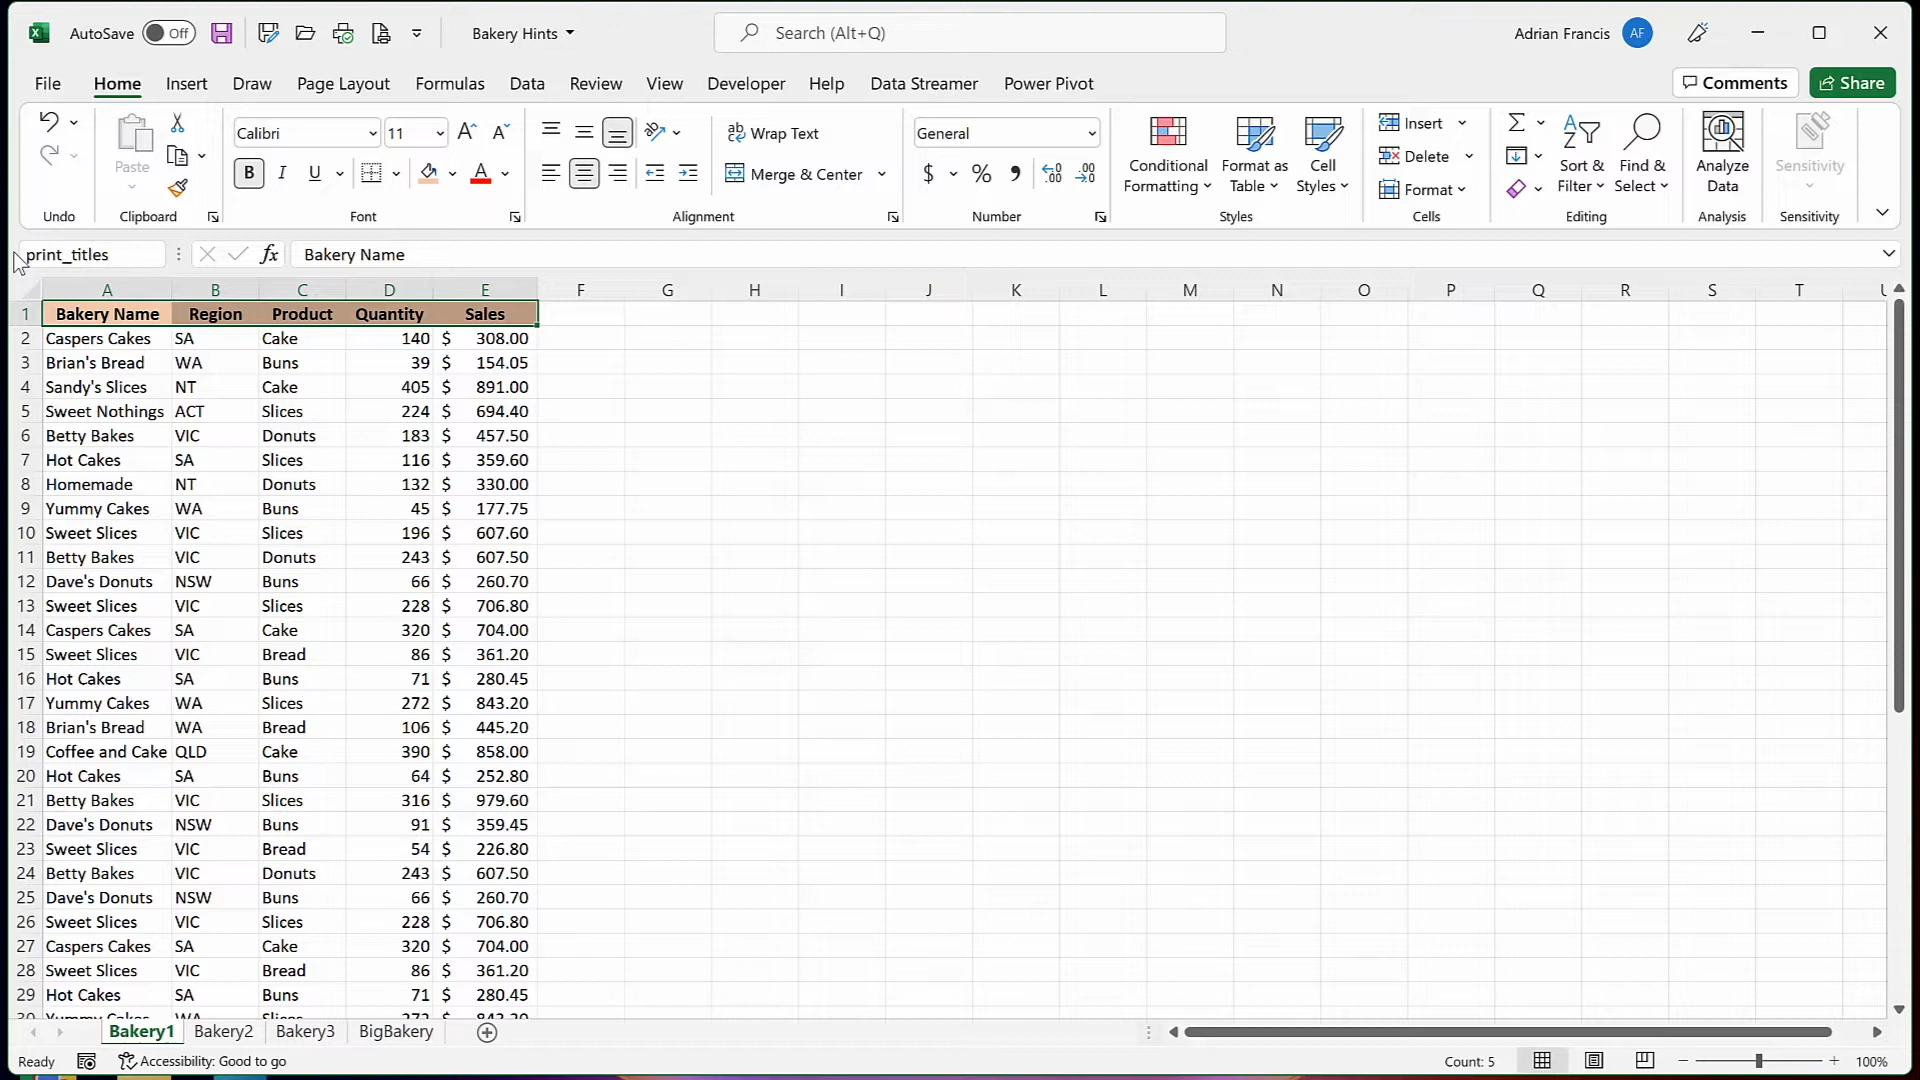 AutoSave Off Bakery Hints Search (Alt+Q) Adrian Francis AF
File Home Insert Draw Page Layout Formulas Data Review View Developer Help Data Streamer Power Pivot Comments Share
Calibri 11 Wrap Text General Insert
Paste B I U Merge & Center $ % Conditional Formatting Format as Table Cell Styles Delete Sort & Filter Find & Select Analyze Data Sensitivity
Format
Undo Clipboard Font Alignment Number Styles Cells Editing Analysis Sensitivity
print_titles fx Bakery Name
A B C D E F G H I J K L M N O P Q R S T
1 Bakery Name Region Product Quantity Sales
2 Caspers Cakes SA Cake 140 $ 308.00
3 Brian's Bread WA Buns 39 $ 154.05
4 Sandy's Slices NT Cake 405 $ 891.00
5 Sweet Nothings ACT Slices 224 $ 694.40
6 Betty Bakes VIC Donuts 183 $ 457.50
7 Hot Cakes SA Slices 116 $ 359.60
8 Homemade NT Donuts 132 $ 330.00
9 Yummy Cakes WA Buns 45 $ 177.75
10 Sweet Slices VIC Slices 196 $ 607.60
11 Betty Bakes VIC Donuts 243 $ 607.50
12 Dave's Donuts NSW Buns 66 $ 260.70
13 Sweet Slices VIC Slices 228 $ 706.80
14 Caspers Cakes SA Cake 320 $ 704.00
15 Sweet Slices VIC Bread 86 $ 361.20
16 Hot Cakes SA Buns 71 $ 280.45
17 Yummy Cakes WA Slices 272 $ 843.20
18 Brian's Bread WA Bread 106 $ 445.20
19 Coffee and Cake QLD Cake 390 $ 858.00
20 Hot Cakes SA Buns 64 $ 252.80
21 Betty Bakes VIC Slices 316 $ 979.60
22 Dave's Donuts NSW Buns 91 $ 359.45
23 Sweet Slices VIC Bread 54 $ 226.80
24 Betty Bakes VIC Donuts 243 $ 607.50
25 Dave's Donuts NSW Buns 66 $ 260.70
26 Sweet Slices VIC Slices 228 $ 706.80
27 Caspers Cakes SA Cake 320 $ 704.00
28 Sweet Slices VIC Bread 86 $ 361.20
29 Hot Cakes SA Buns 71 $ 280.45
Bakery1 Bakery2 Bakery3 BigBakery
Ready Accessibility: Good to go Count: 5 100%